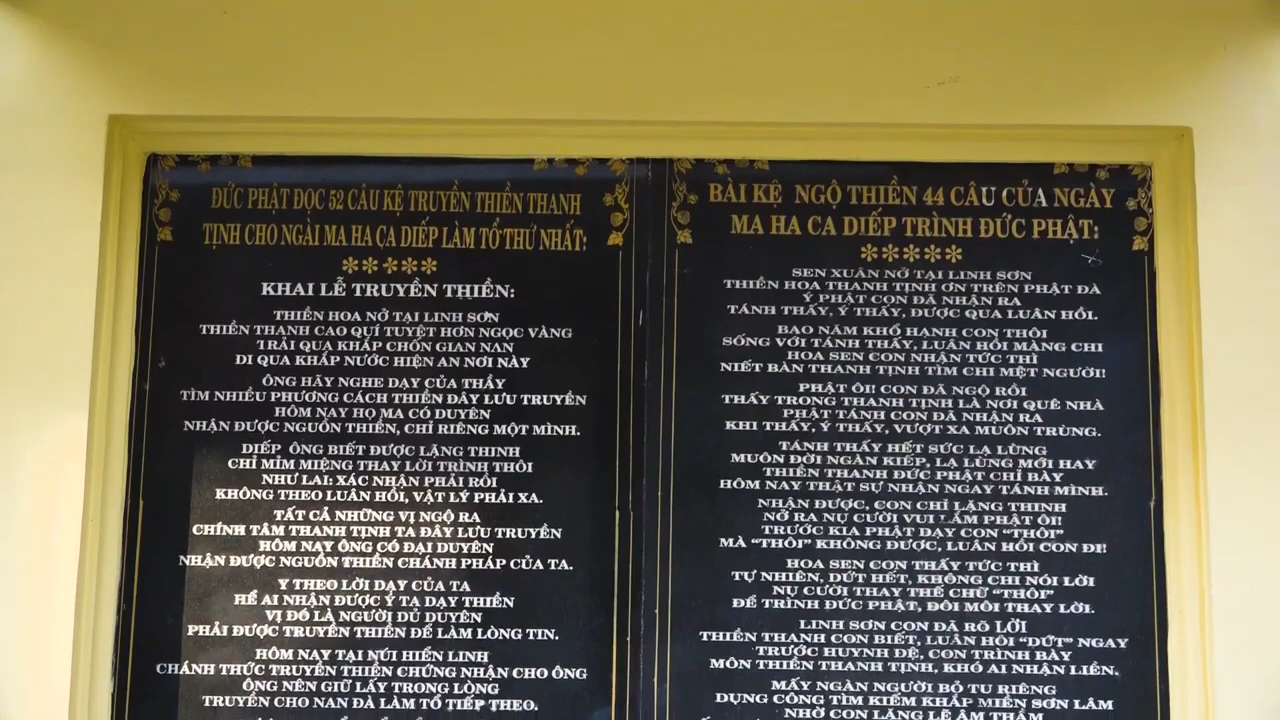 ĐỨC PHẬT ĐỌC 52 CÂU KỆ TRUYỀN THIỀN THANH
TỊNH CHO NGÀI MA HA CA DIẾP LÀM TỔ THỨ NHẤT:
*****
KHAI LỄ TRUYỀN THIỀN:
THIỀN HOA NỞ TẠI LINH SƠN
THIỀN THANH CAO QUÍ TUYỆT HƠN NGỌC VÀNG
TRẢI QUA KHẮP CHỐN GIAN NAN
DI QUA KHẮP NƯỚC HIỆN AN NƠI NÀY
ÔNG HÃY NGHE DẠY CỦA THẦY
TÌM NHIỀU PHƯƠNG CÁCH THIỀN ĐÂY LƯU TRUYỀN
HÔM NAY HỌ MA CÓ DUYÊN
NHẬN ĐƯỢC NGUỒN THIỀN, CHỈ RIÊNG MỘT MÌNH.
DIẾP ÔNG BIẾT ĐƯỢC LẶNG THINH
CHỈ MỈM MIỆNG THAY LỜI TRÌNH THÔI
NHƯ LAI: XÁC NHẬN PHẢI RỒI
KHÔNG THEO LUÂN HỒI, VẬT LÝ PHẢI XA.
TẤT CẢ NHỮNG VỊ NGỘ RA
CHÍNH TÂM THANH TỊNH TA ĐÂY LƯU TRUYỀN
HÔM NAY ÔNG CÓ ĐẠI DUYÊN
NHẬN ĐƯỢC NGUỒN THIỀN CHÁNH PHÁP CỦA TA.
Y THEO LỜI DẠY CỦA TA
HỄ AI NHẬN ĐƯỢC Ý TA DẠY THIỀN
VỊ ĐÓ LÀ NGƯỜI DỦ DUYÊN
PHẢI ĐƯỢC TRUYỀN THIỀN ĐỂ LÀM LÒNG TIN.
HÔM NAY TẠI NÚI HIỂN LINH
CHÁNH THỨC TRUYỀN THIỀN CHỨNG NHẬN CHO ÔNG
ÔNG NÊN GIỮ LẤY TRONG LÒNG
TRUYỀN CHO NAN ĐÀ LÀM TỔ TIẾP THEO.
BÀI KỆ NGỘ THIỀN 44 CÂU CỦA NGÀY
MA HA CA DIẾP TRÌNH ĐỨC PHẬT:
*****
SEN XUÂN NỞ TẠI LINH SƠN
THIỀN HOA THANH TỊNH ƠN TRÊN PHẬT ĐÀ
Ý PHẬT CON ĐÃ NHẬN RA
TÁNH THẤY, Ý THẤY, ĐƯỢC QUA LUÂN HỒI.
BAO NĂM KHỔ HẠNH CON THÔI
SỐNG VỚI TÁNH THẤY, LUÂN HỒI MÀNG CHI
HOA SEN CON NHẬN TỨC THÌ
NIẾT BÀN THANH TỊNH TÌM CHI MỆT NGƯỜI!
PHẬT ÔI! CON ĐÃ NGỘ RỒI
THẤY TRONG THANH TỊNH LÀ NƠI QUÊ NHÀ
PHẬT TÁNH CON ĐÃ NHẬN RA
KHI THẤY, Ý THẤY, VƯỢT XA MUÔN TRÙNG.
TÁNH THẤY HẾT SỨC LẠ LÙNG
MUÔN ĐỜI NGÀN KIẾP, LẠ LÙNG MỚI HAY
THIỀN THANH ĐỨC PHẬT CHỈ BÀY
HÔM NAY THẬT SỰ NHẬN NGAY TÁNH MÌNH.
NHẬN ĐƯỢC, CON CHỈ LẶNG THINH
NỞ RA NỤ CƯỜI VUI LẮM PHẬT ÔI!
TRƯỚC KIA PHẬT DẠY CON "THÔI"
MÀ "THÔI" KHÔNG ĐƯỢC, LUÂN HỒI CON ĐI!
HOA SEN CON THẤY TỨC THÌ
TỰ NHIÊN, DỨT HẾT, KHÔNG CHI NÓI LỜI
NỤ CƯỜI THAY THẾ CHỮ "THÔI"
ĐỂ TRÌNH ĐỨC PHẬT, ĐÔI MÔI THAY LỜI.
LINH SƠN CON ĐÃ RÕ LỜI
THIỀN THANH CON BIẾT, LUÂN HỒI "DỨT" NGAY
TRƯỚC HUYNH ĐỆ, CON TRÌNH BÀY
MÔN THIỀN THANH TỊNH, KHÓ AI NHẬN LIỀN.
MẤY NGÀN NGƯỜI BỎ TU RIÊNG
DỤNG CÔNG TÌM KIẾM KHẮP MIỀN SƠN LÂM
NHỜ CON LẶNG LẼ ÂM THẦM